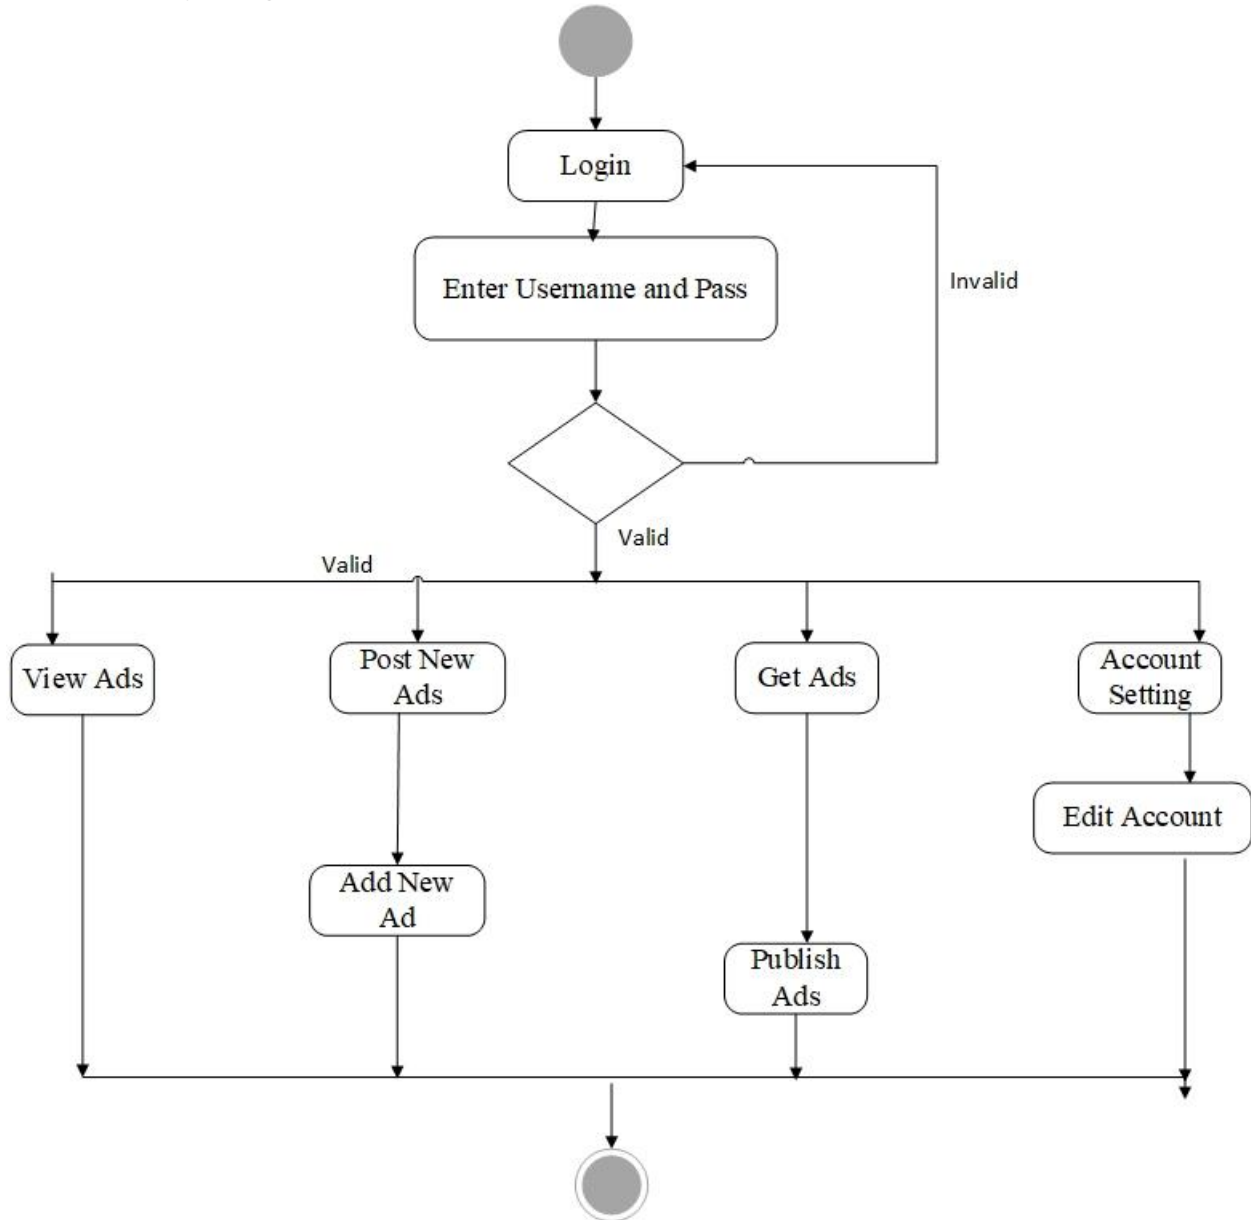 Login
Enter Username and Pass
Invalid
Valid
Valid
View Ads
Post New
Ads
Get Ads
Account
Setting
Edit Account
Add New
Ad
Publish
Ads